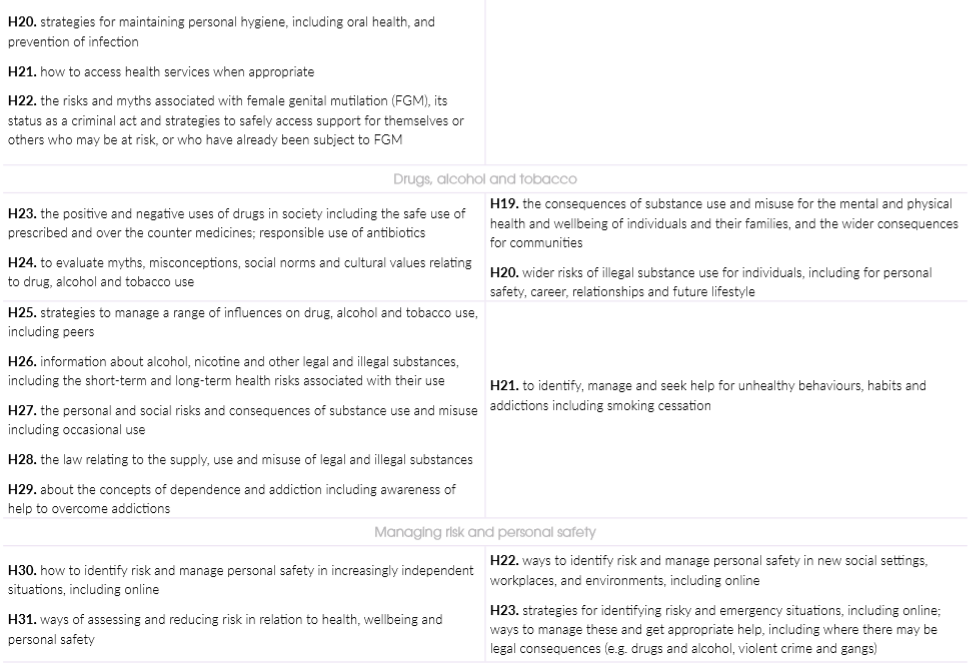 H20. strategies for maintaining personal hygiene, including oral health, and
prevention of infection
H21. how to access health services when appropriate
H22. the risks and myths associated with female genital mutilation (FGM), its
status as a criminal act and strategies to safely access support for themselves or
others who may be at risk, or who have already been subject to FGM
Drugs, alcohol and tobacco
H23. the positive and negative uses of drugs in society including the safe use of
prescribed and over the counter medicines; responsible use of antibiotics
H24. to evaluate myths, misconceptions, social norms and cultural values relating
to drug, alcohol and tobacco use
H19. the consequences of substance use and misuse for the mental and physical
health and wellbeing of individuals and their families, and the wider consequences
for communities
H20. wider risks of illegal substance use for individuals, including for personal
safety, career, relationships and future lifestyle
H25. strategies to manage a range of influences on drug, alcohol and tobacco use,
including peers
H26. information about alcohol, nicotine and other legal and illegal substances,
including the short-term and long-term health risks associated with their use
H27. the personal and social risks and consequences of substance use and misuse
including occasional use
H28. the law relating to the supply, use and misuse of legal and illegal substances
H29. about the concepts of dependence and addiction including awareness of
help to overcome addictions
H21. to identify, manage and seek help for unhealthy behaviours, habits and
addictions including smoking cessation
Managing risk and personal safety
H30. how to identify risk and manage personal safety in increasingly independent
situations, including online
H31. ways of assessing and reducing risk in relation to health, wellbeing and
personal safety
H22. ways to identify risk and manage personal safety in new social settings,
workplaces, and environments, including online
H23. strategies for identifying risky and emergency situations, including online;
ways to manage these and get appropriate help, including where there may be
legal consequences (e.g. drugs and alcohol, violent crime and gangs)